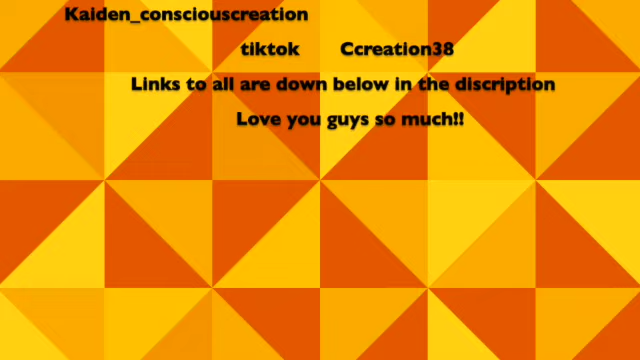 Kaiden_consciouscreation
tiktok Ccreation38
Links to all are down below in the discription
Love you guys so much!!